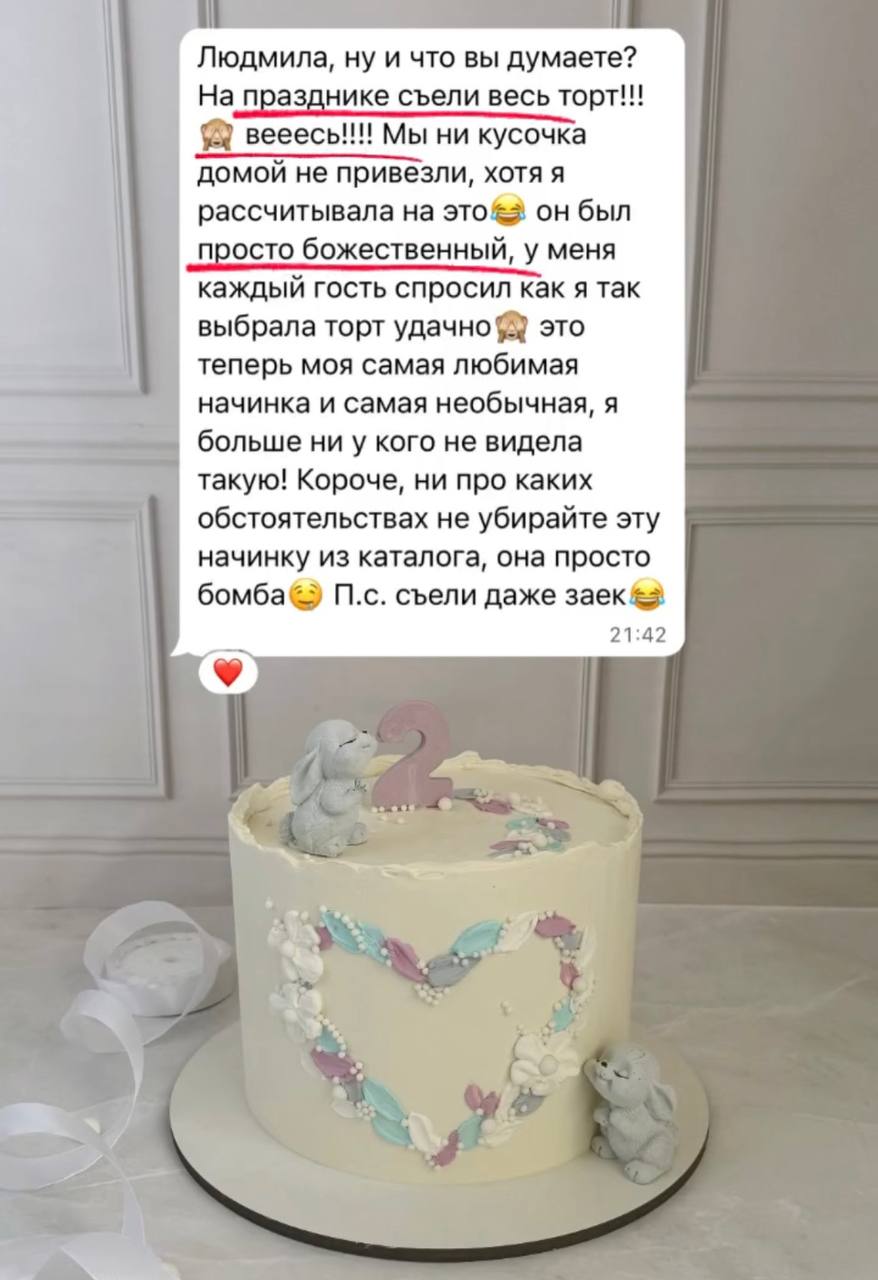 Людмила, ну и что вы думаете?
На празднике съели весь торт!!!
🙈 вееесь!!!! Мы ни кусочка
домой не привезли, хотя я
рассчитывала на это😂 он был
просто божественный, у меня
каждый гость спросил как я так
выбрала торт удачно🙈 это
теперь моя самая любимая
начинка и самая необычная, я
больше ни у кого не видела
такую! Короче, ни про каких
обстоятельствах не убирайте эту
начинку из каталога, она просто
бомба🤤 П.с. съели даже заек😂
21:42
❤️
2